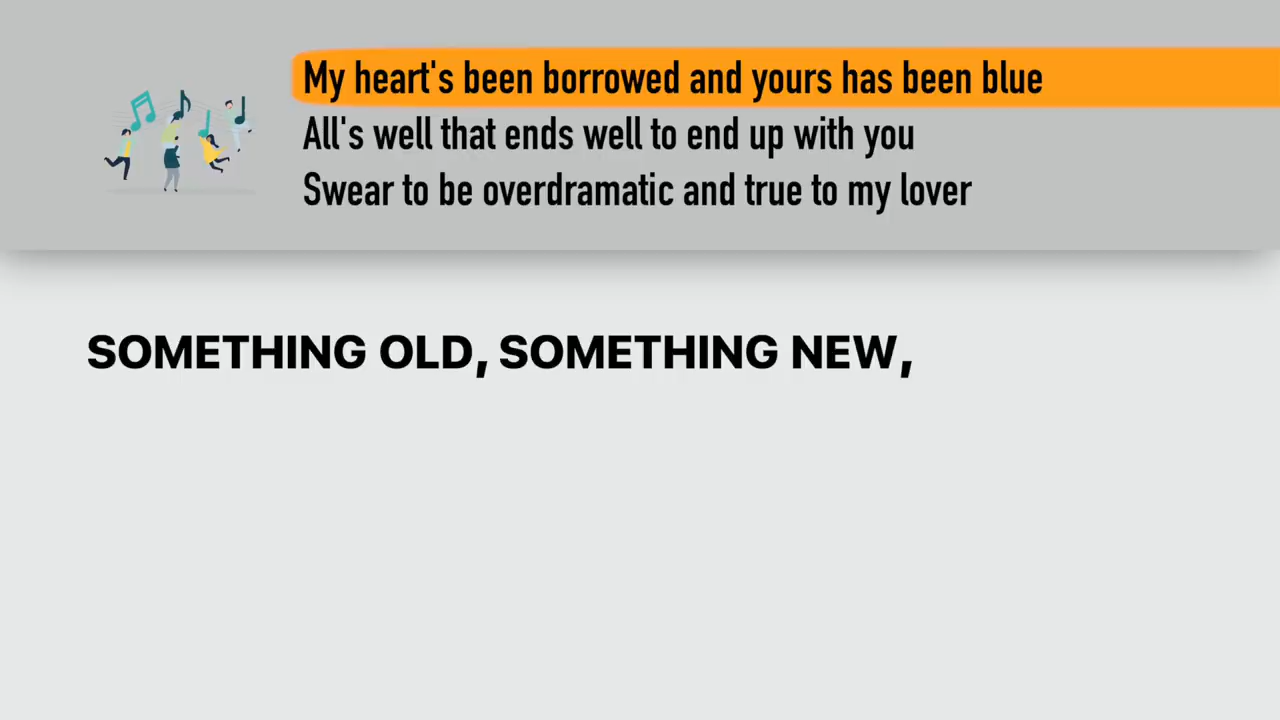 My heart's been borrowed and yours has been blue
All's well that ends well to end up with you
Swear to be overdramatic and true to my lover
SOMETHING OLD, SOMETHING NEW,